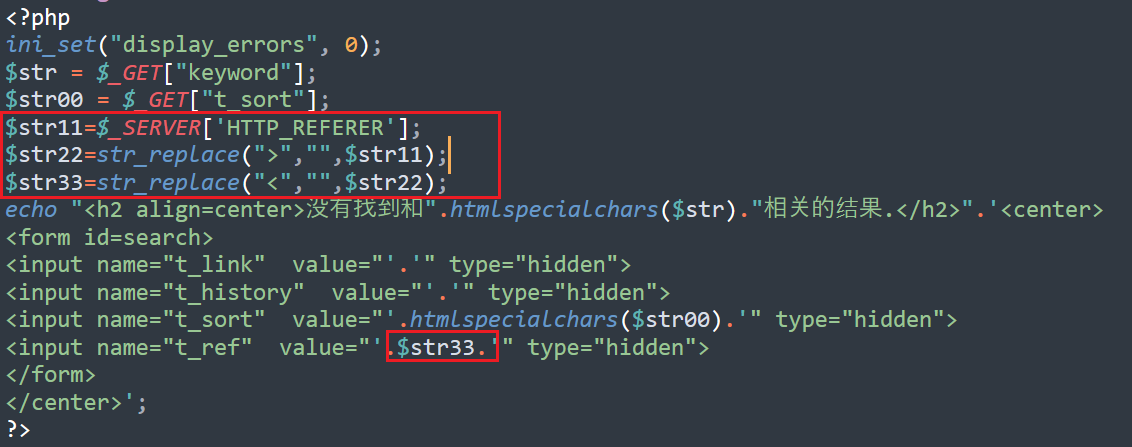 <?php
ini_set("display_errors", 0);
$str = $_GET["keyword"];
$str00 = $_GET["t_sort"];
$str11=$_SERVER['HTTP_REFERER'];
$str22=str_replace(">","",$str11);
$str33=str_replace("<","",$str22);
echo "<h2 align=center>没有找到和".htmlspecialchars($str)."相关的结果.</h2>".'<center>
<form id=search>
<input name="t_link"  value="'.'" type="hidden">
<input name="t_history"  value="'.'" type="hidden">
<input name="t_sort"  value="'.htmlspecialchars($str00).'" type="hidden">
<input name="t_ref"  value="'.$str33.'" type="hidden">
</form>
</center>';
?>